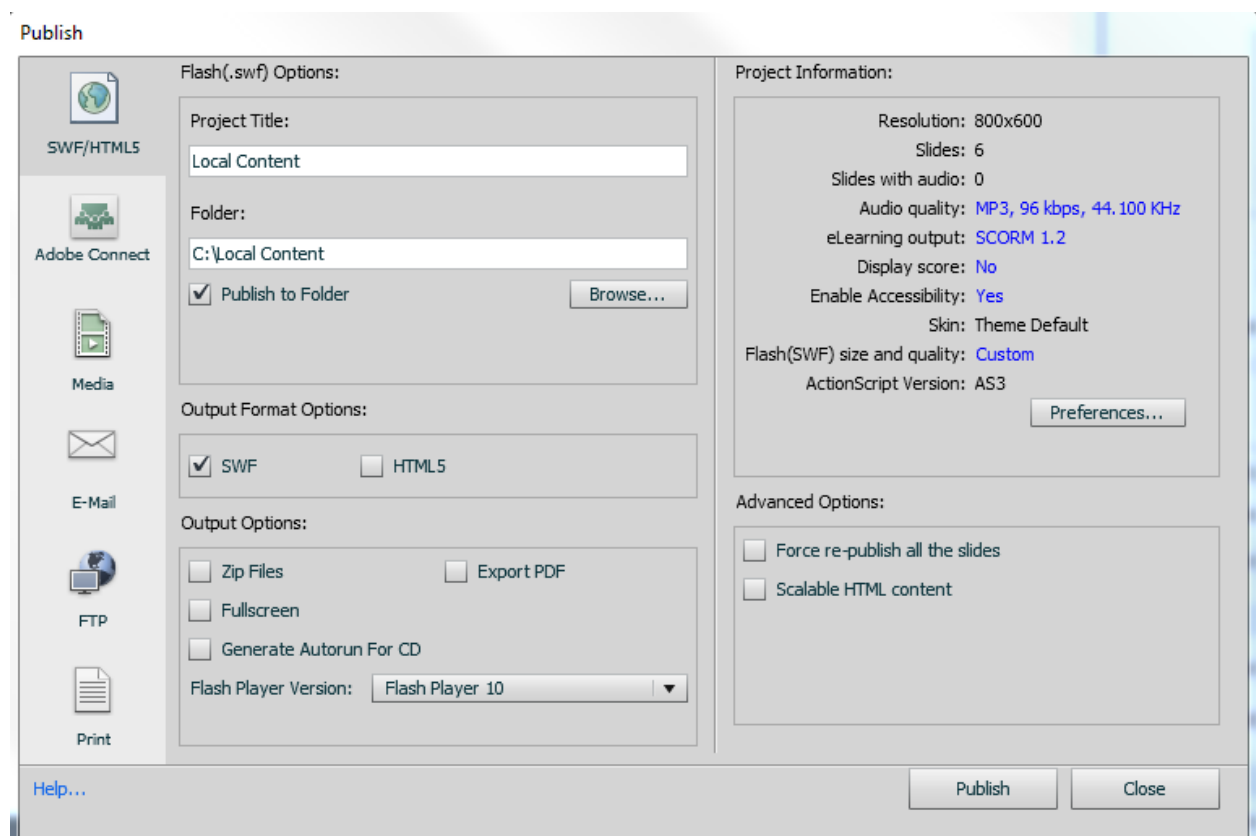 Publish
SWF/HTML5
Adobe Connect
Media
E-Mail
FTP
Print
Flash(.swf) Options:
Project Title:
Local Content
Folder:
C:\Local Content
Publish to Folder
Browse...
Output Format Options:
SWF HTML5
Output Options:
Zip Files Export PDF
Fullscreen
Generate Autorun For CD
Flash Player Version: Flash Player 10
Project Information:
Resolution: 800x600
Slides: 6
Slides with audio: 0
Audio quality: MP3, 96 kbps, 44.100 KHz
eLearning output: SCORM 1.2
Display score: No
Enable Accessibility: Yes
Skin: Theme Default
Flash(SWF) size and quality: Custom
ActionScript Version: AS3
Preferences...
Advanced Options:
Force re-publish all the slides
Scalable HTML content
Help...
Publish Close